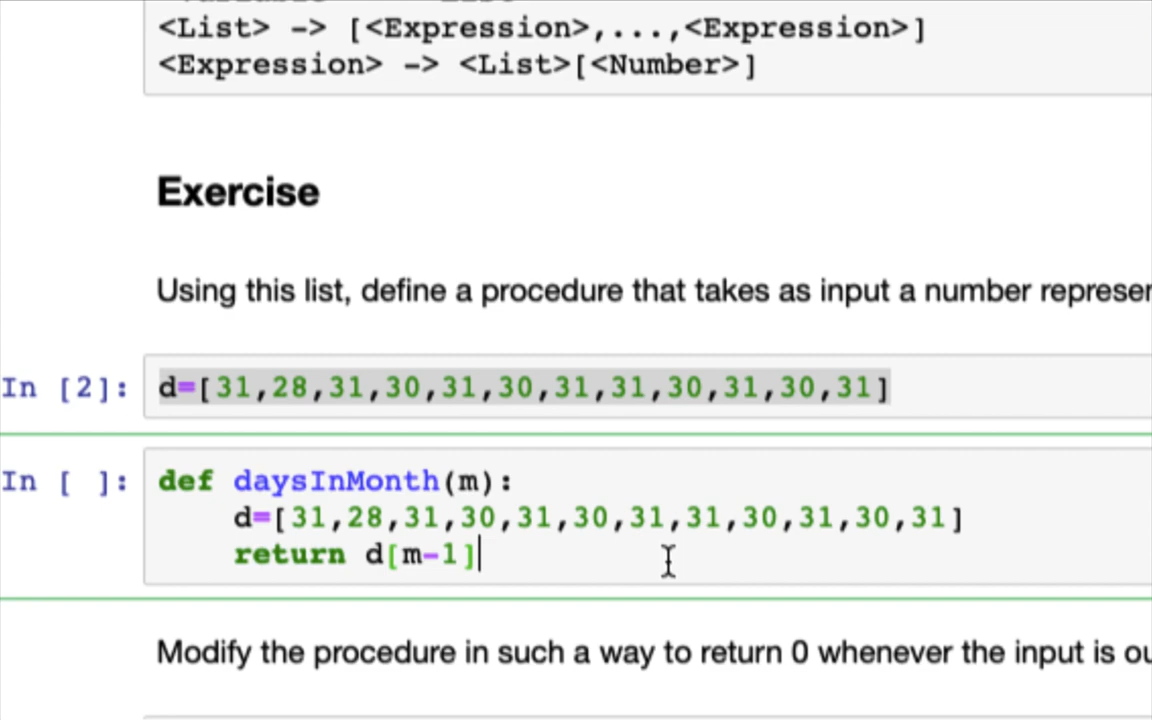 <List> -> [<Expression>,...,<Expression>]
<Expression> -> <List>[<Number>]
Exercise
Using this list, define a procedure that takes as input a number
In [2]: d=[31,28,31,30,31,30,31,31,30,31,30,31]
In [ ]: def daysInMonth(m):
d=[31,28,31,30,31,30,31,31,30,31,30,31]
return d[m-1]
Modify the procedure in such a way to return 0 whenever the input is